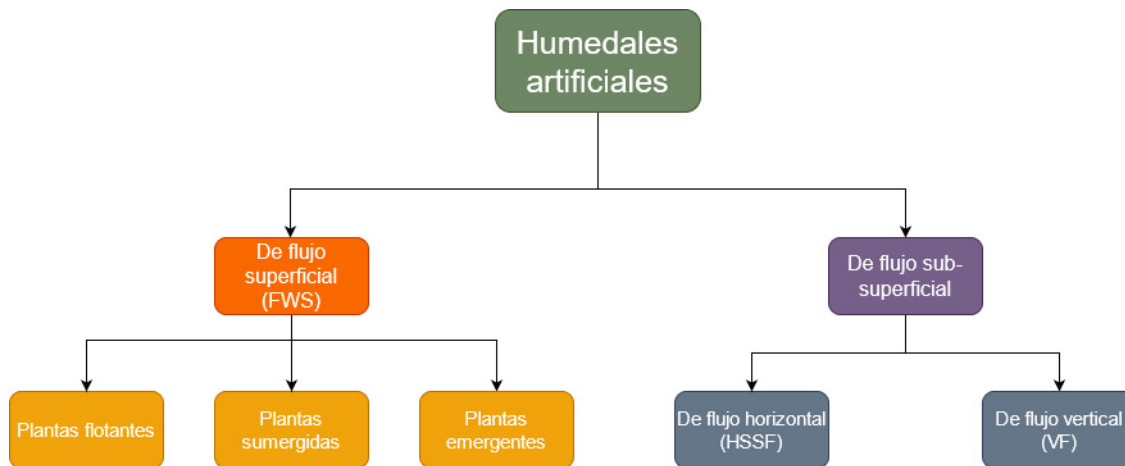 Humedales
artificiales
De flujo
superficial
(FWS)
De flujo sub-
superficial
Plantas flotantes
Plantas
sumergidas
Plantas
emergentes
De flujo horizontal
(HSSF)
De flujo vertical
(VF)